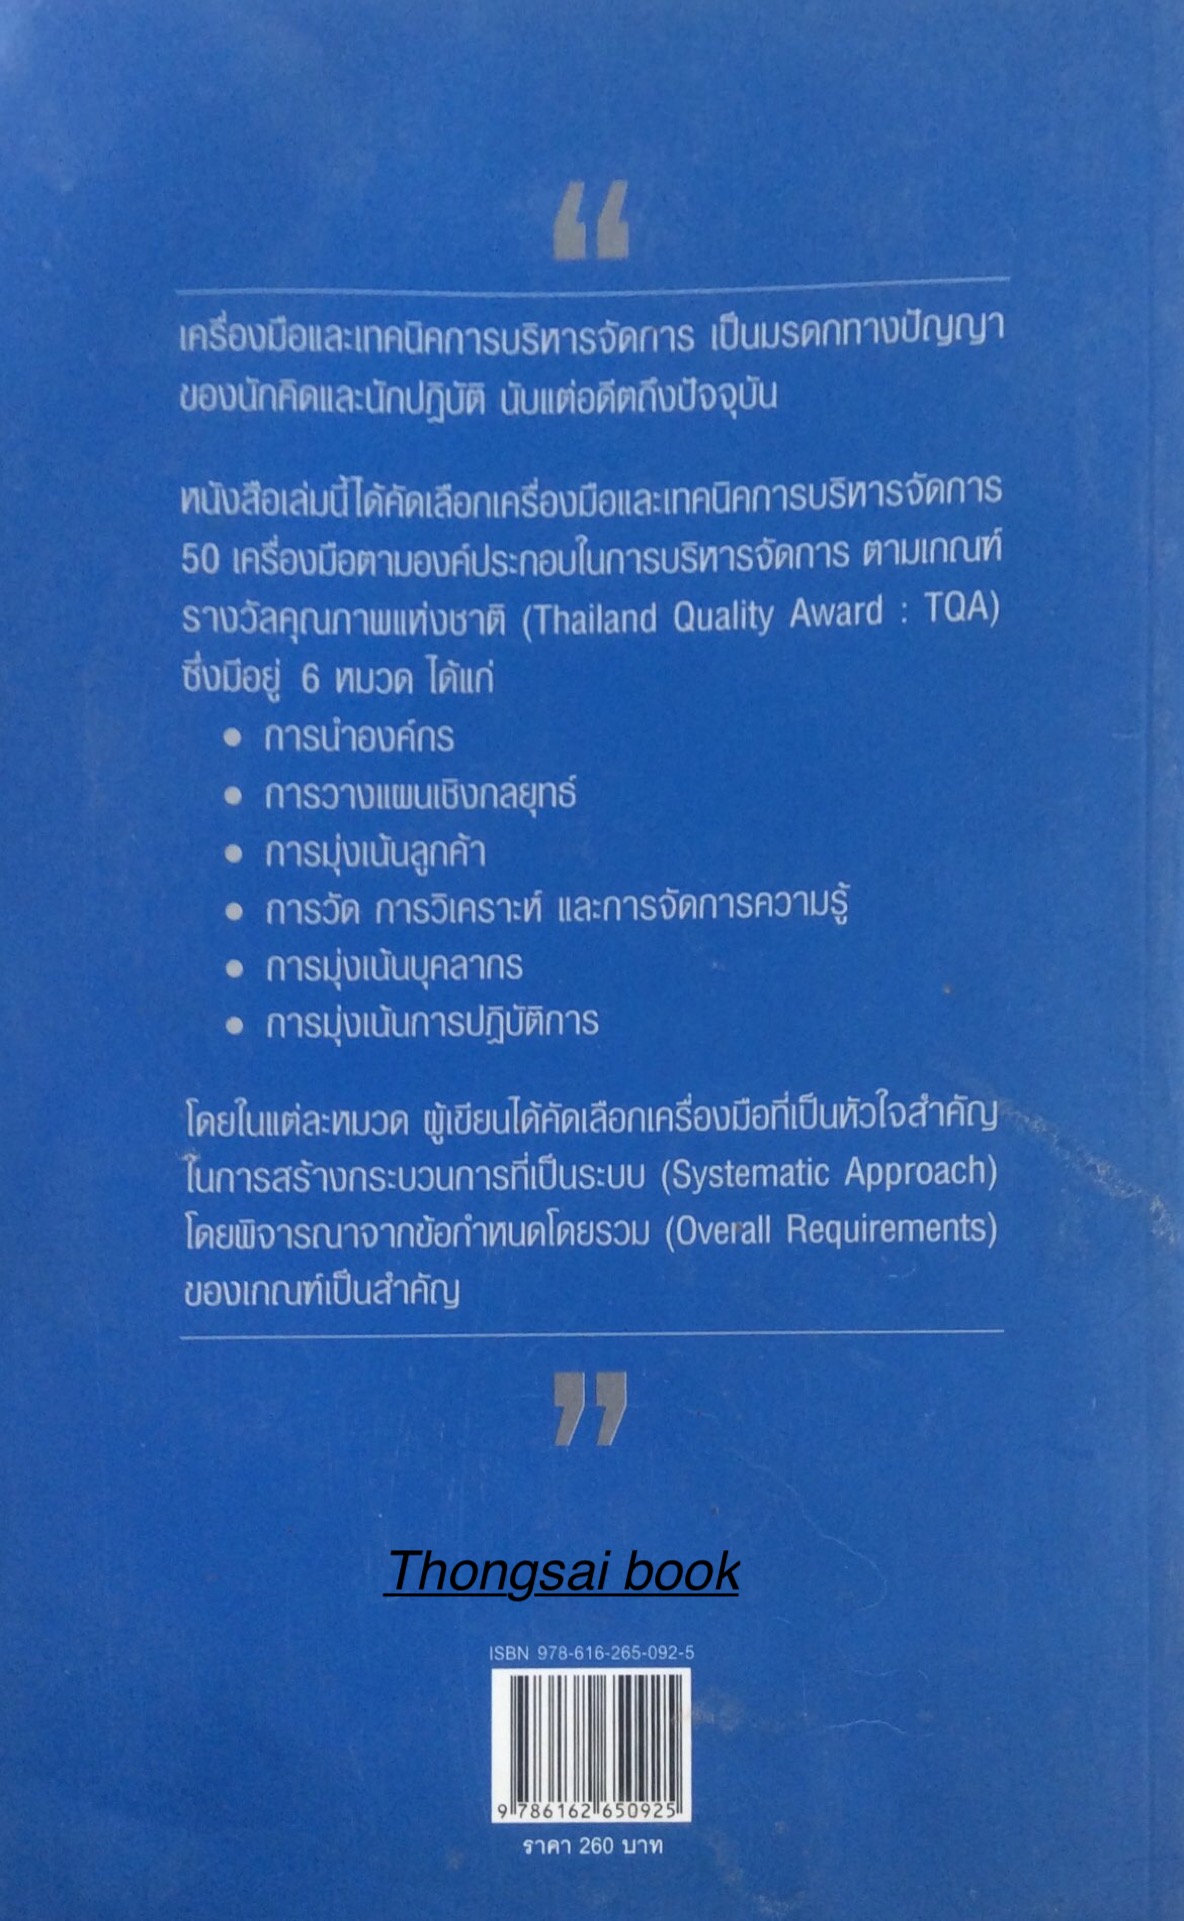 “
เครื่องมือและเทคนิคการบริหารจัดการ เป็นมรดกทางปัญญา
ของนักคิดและนักปฏิบัติ นับแต่อดีตถึงปัจจุบัน
หนังสือเล่มนี้ได้คัดเลือกเครื่องมือและเทคนิคการบริหารจัดการ
50 เครื่องมือตามองค์ประกอบในการบริหารจัดการ ตามเกณฑ์
รางวัลคุณภาพแห่งชาติ (Thailand Quality Award : TQA)
ซึ่งมีอยู่ 6 หมวด ได้แก่
• การนำองค์กร
• การวางแผนเชิงกลยุทธ์
• การมุ่งเน้นลูกค้า
• การวัด การวิเคราะห์ และการจัดการความรู้
• การมุ่งเน้นบุคลากร
• การมุ่งเน้นการปฏิบัติการ
โดยในแต่ละหมวด ผู้เขียนได้คัดเลือกเครื่องมือที่เป็นหัวใจสำคัญ
ในการสร้างกระบวนการที่เป็นระบบ (Systematic Approach)
โดยพิจารณาจากข้อกำหนดโดยรวม (Overall Requirements)
ของเกณฑ์เป็นสำคัญ
”
Thongsai book
ISBN 978-616-265-092-5
9 786162 650925
ราคา 260 บาท